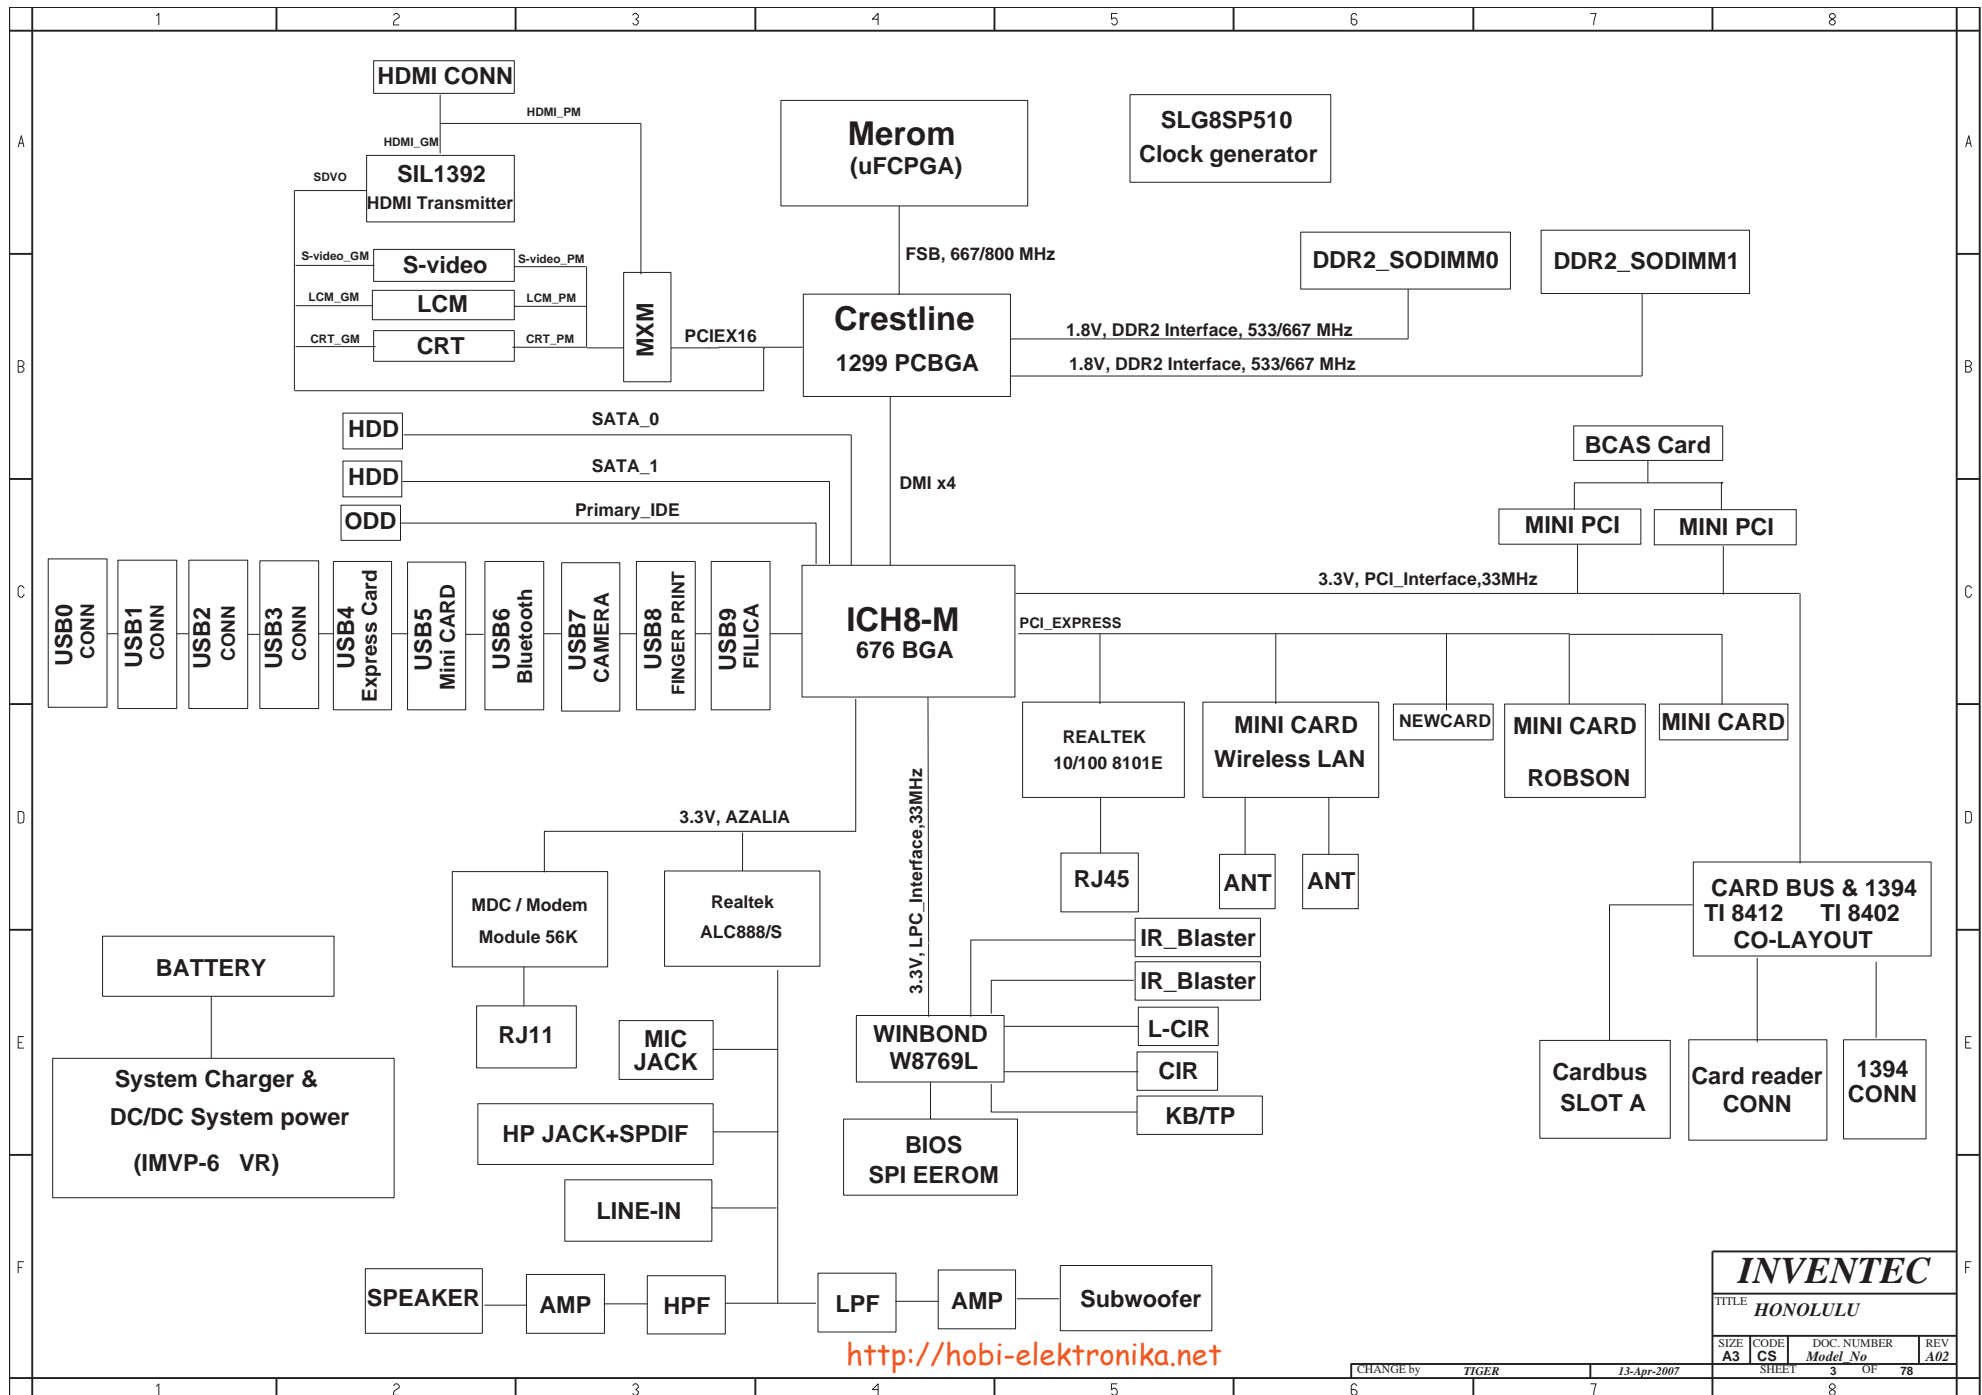 1 2 3 4 5 6 7 8
A
B
C
D
E
F
A
B
C
D
E
F
HDMI CONN
HDMI_PM
HDMI_GM
SDVO
SIL1392
HDMI Transmitter
S-video_GM
S-video
S-video_PM
LCM_GM
LCM
LCM_PM
CRT_GM
CRT
CRT_PM
MXM
PCIEX16
Merom
(uFCPGA)
SLG8SP510
Clock generator
FSB, 667/800 MHz
DDR2_SODIMM0
DDR2_SODIMM1
Crestline
1299 PCBGA
1.8V, DDR2 Interface, 533/667 MHz
1.8V, DDR2 Interface, 533/667 MHz
HDD
SATA_0
HDD
SATA_1
ODD
Primary_IDE
DMI x4
BCAS Card
MINI PCI
MINI PCI
3.3V, PCI_Interface,33MHz
USB0
CONN
USB1
CONN
USB2
CONN
USB3
CONN
USB4
Express Card
USB5
Mini CARD
USB6
Bluetooth
USB7
CAMERA
USB8
FINGER PRINT
USB9
FILICA
ICH8-M
676 BGA
PCI_EXPRESS
REALTEK
10/100 8101E
MINI CARD
Wireless LAN
NEWCARD
MINI CARD
ROBSON
MINI CARD
3.3V, AZALIA
3.3V, LPC_Interface,33MHz
RJ45
ANT
ANT
MDC / Modem
Module 56K
Realtek
ALC888/S
CARD BUS & 1394
TI 8412 TI 8402
CO-LAYOUT
BATTERY
IR_Blaster
IR_Blaster
RJ11
MIC
JACK
WINBOND
W8769L
L-CIR
CIR
KB/TP
Cardbus
SLOT A
Card reader
CONN
1394
CONN
System Charger &
DC/DC System power
(IMVP-6 VR)
HP JACK+SPDIF
BIOS
SPI EEROM
LINE-IN
SPEAKER
AMP
HPF
LPF
AMP
Subwoofer
http://hobi-elektronika.net
INVENTEC
TITLE HONOLULU
SIZE CODE DOC. NUMBER REV
A3 CS Model_No A02
CHANGE by TIGER 13-Apr-2007 SHEET 3 OF 78
1 2 3 4 5 6 7 8